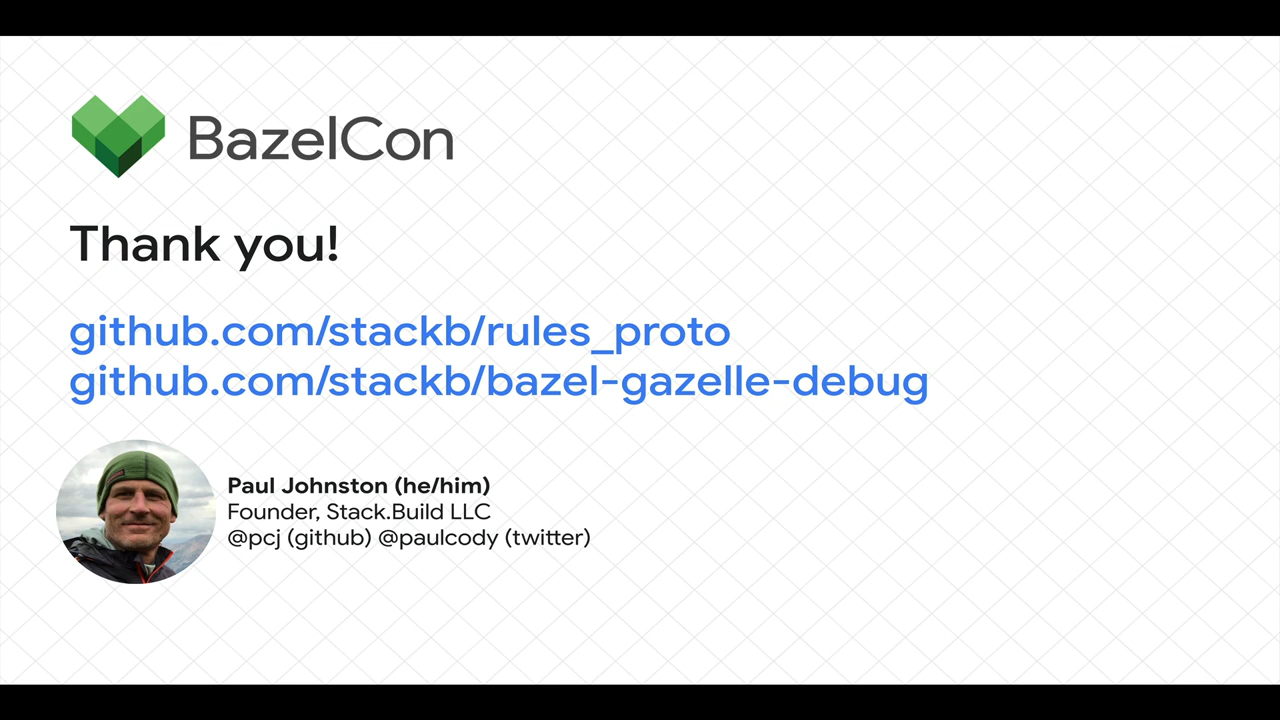 BazelCon
Thank you!
github.com/stackb/rules_proto
github.com/stackb/bazel-gazelle-debug
Paul Johnston (he/him)
Founder, Stack.Build LLC
@pcj (github) @paulcody (twitter)